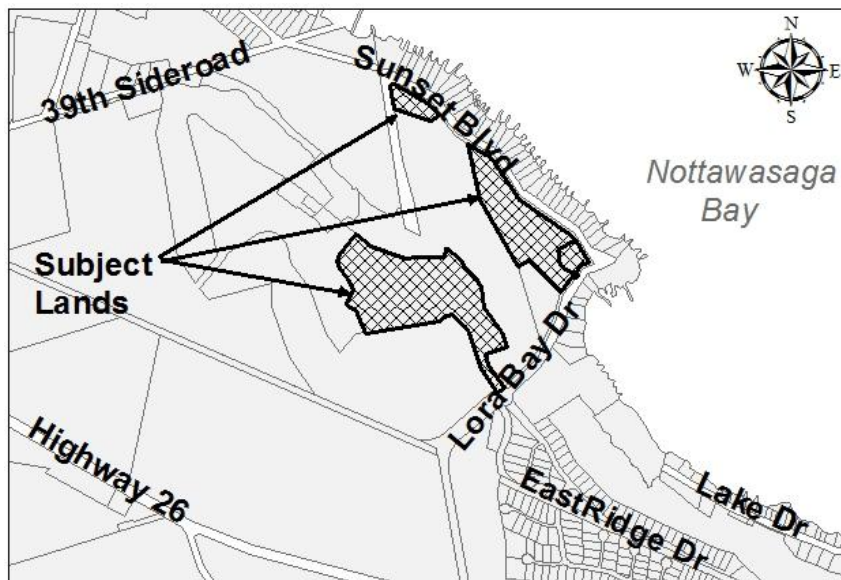 N
W E
S
39th Sideroad
Sunset Blvd
Nottawasaga
Bay
Subject
Lands
Lora Bay Dr
Highway 26
EastRidge Dr
Lake Dr